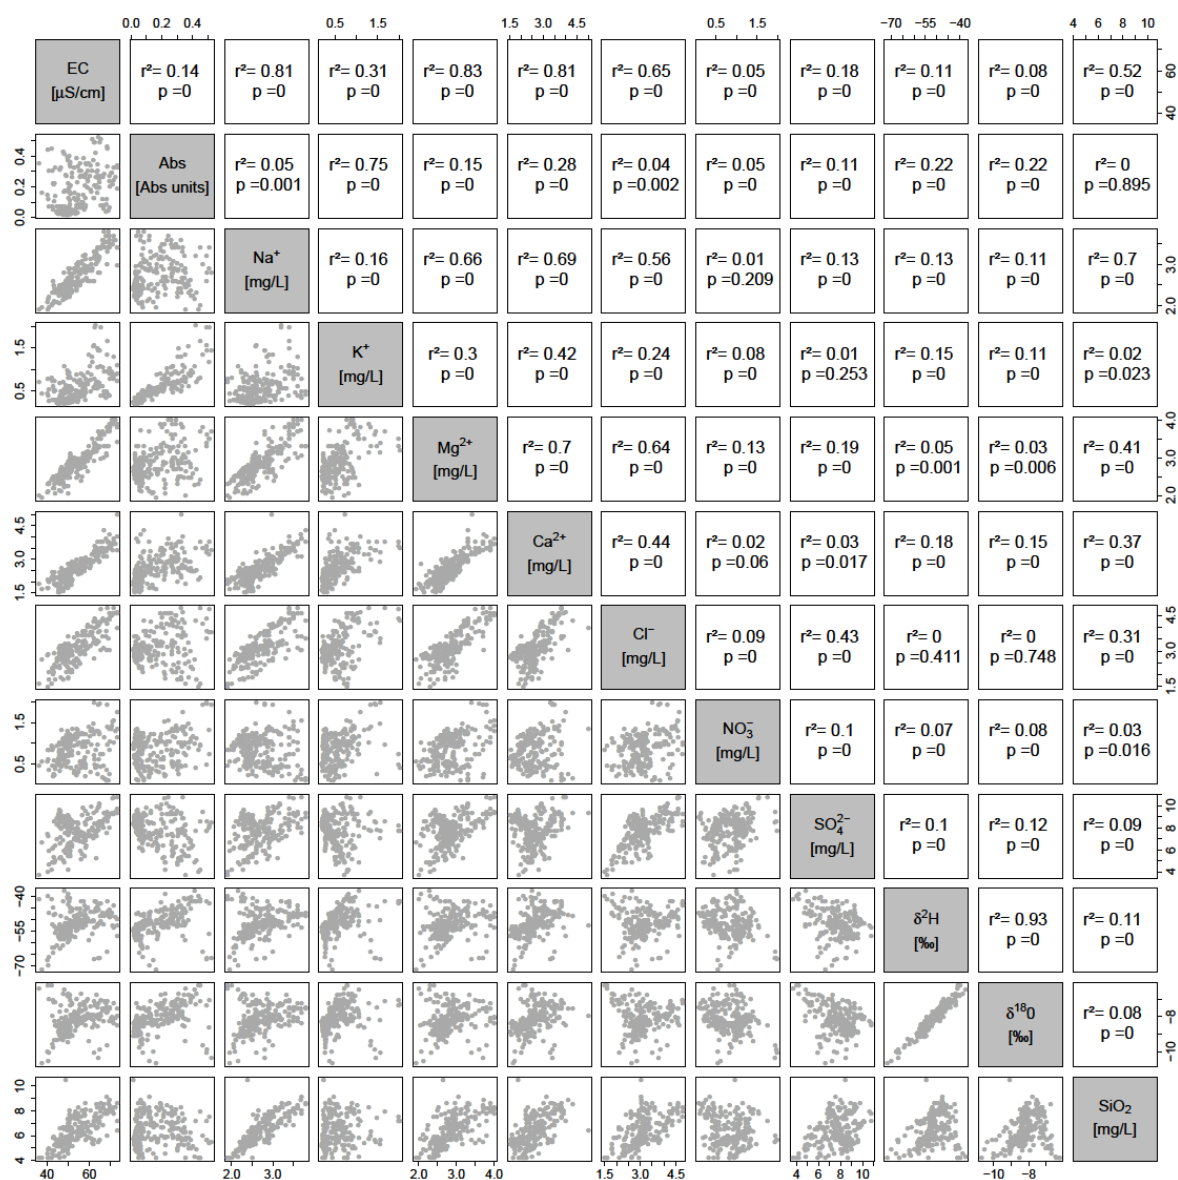 0.0 0.2 0.4 0.5 1.5 1.5 3.0 4.5 0.5 1.5 −70 −55 −40 4 6 8 10
EC r²= 0.14 r²= 0.81 r²= 0.31 r²= 0.83 r²= 0.81 r²= 0.65 r²= 0.05 r²= 0.18 r²= 0.11 r²= 0.08 r²= 0.52
[μS/cm] p =0 p =0 p =0 p =0 p =0 p =0 p =0 p =0 p =0 p =0 p =0
40 60
Abs r²= 0.05 r²= 0.75 r²= 0.15 r²= 0.28 r²= 0.04 r²= 0.05 r²= 0.11 r²= 0.22 r²= 0.22 r²= 0
[Abs units] p =0.001 p =0 p =0 p =0 p =0.002 p =0 p =0 p =0 p =0 p =0.895
0.0 0.2 0.4
Na⁺ r²= 0.16 r²= 0.66 r²= 0.69 r²= 0.56 r²= 0.01 r²= 0.13 r²= 0.13 r²= 0.11 r²= 0.7
[mg/L] p =0 p =0 p =0 p =0 p =0.209 p =0 p =0 p =0 p =0
2.0 3.0
K⁺ r²= 0.3 r²= 0.42 r²= 0.24 r²= 0.08 r²= 0.01 r²= 0.15 r²= 0.11 r²= 0.02
[mg/L] p =0 p =0 p =0 p =0 p =0.253 p =0 p =0 p =0.023
0.5 1.5
Mg²⁺ r²= 0.7 r²= 0.64 r²= 0.13 r²= 0.19 r²= 0.05 r²= 0.03 r²= 0.41
[mg/L] p =0 p =0 p =0 p =0 p =0.001 p =0.006 p =0
2.0 3.0 4.0
Ca²⁺ r²= 0.44 r²= 0.02 r²= 0.03 r²= 0.18 r²= 0.15 r²= 0.37
[mg/L] p =0 p =0.06 p =0.017 p =0 p =0 p =0
1.5 3.0 4.5
Cl⁻ r²= 0.09 r²= 0.43 r²= 0 r²= 0 r²= 0.31
[mg/L] p =0 p =0 p =0.411 p =0.748 p =0
1.5 3.0 4.5
NO₃⁻ r²= 0.1 r²= 0.07 r²= 0.08 r²= 0.03
[mg/L] p =0 p =0 p =0 p =0.016
0.5 1.5
SO₄²⁻ r²= 0.1 r²= 0.12 r²= 0.09
[mg/L] p =0 p =0 p =0
4 6 8 10
δ²H r²= 0.93 r²= 0.11
[‰] p =0 p =0
−70 −55 −40
δ¹⁸0 r²= 0.08
[‰] p =0
−10 −8
SiO₂
[mg/L]
4 6 8 10
40 60 2.0 3.0 2.0 3.0 4.0 1.5 3.0 4.5 4 6 8 10 −10 −8